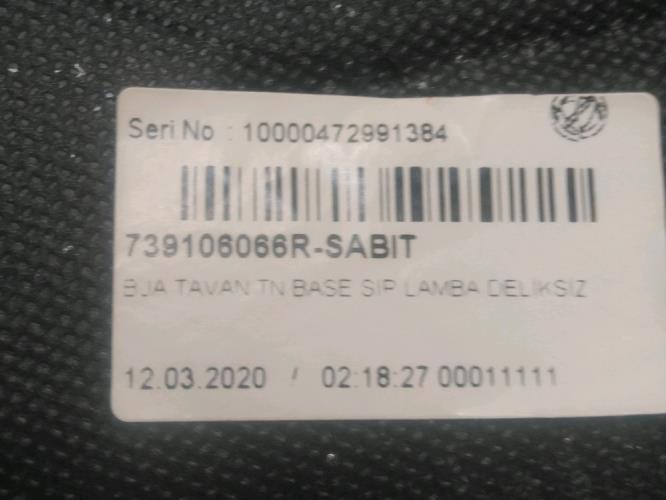 Seri No : 10000472991384
739106066R-SABIT
BJA TAVAN TN BASE SIP LAMBA DELIKSIZ
12.03.2020 / 02:18:27 00011111